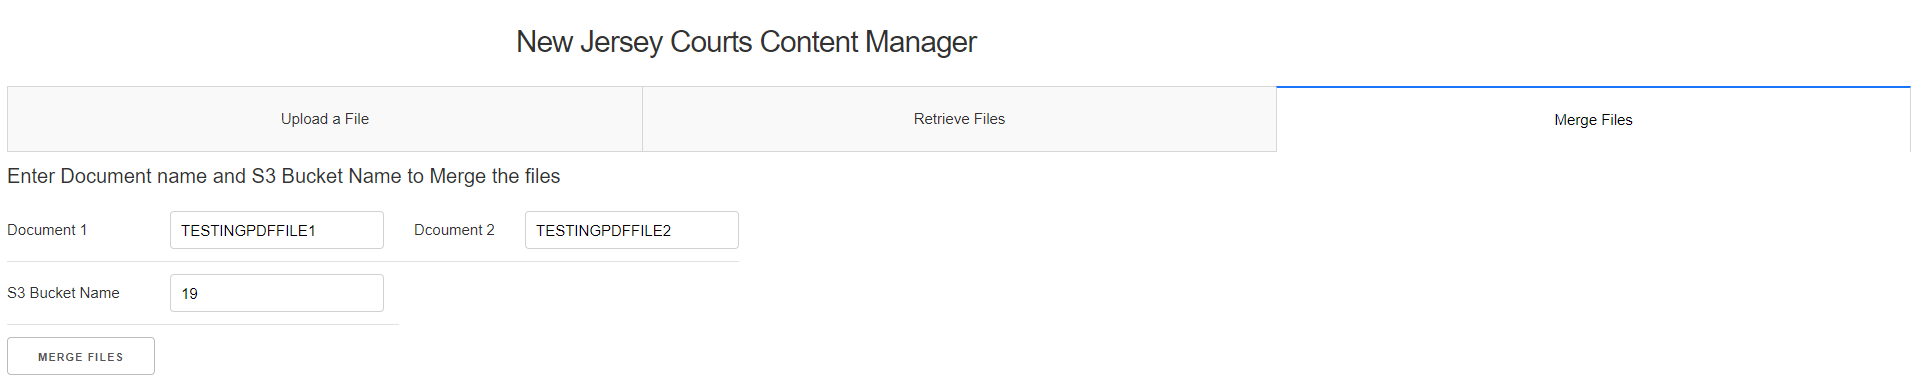 New Jersey Courts Content Manager
Upload a File Retrieve Files Merge Files
Enter Document name and S3 Bucket Name to Merge the files
Document 1 TESTINGPDFFILE1 Dcoument 2 TESTINGPDFFILE2
S3 Bucket Name 19
MERGE FILES